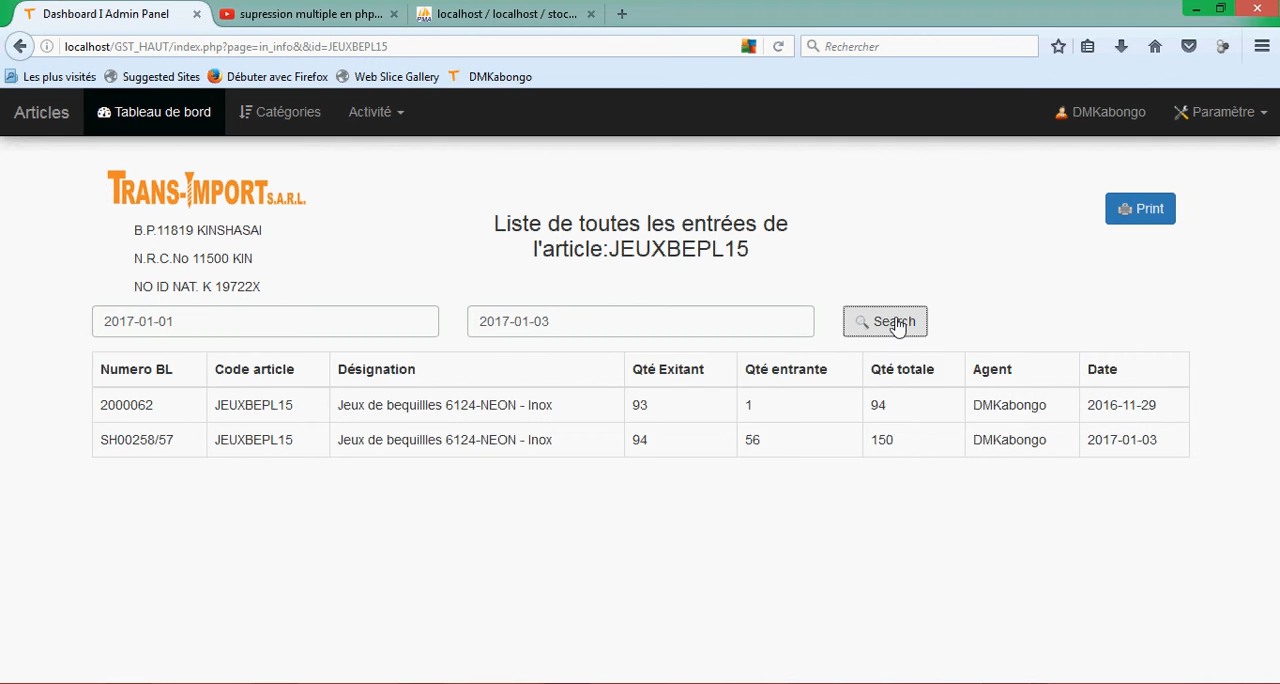 Dashboard I Admin Panel
supression multiple en php...
localhost / localhost / stoc...
localhost/GST_HAUT/index.php?page=in_info&&id=JEUXBEPL15
Rechercher
Les plus visités
Suggested Sites
Débuter avec Firefox
Web Slice Gallery
DMKabongo
Articles
Tableau de bord
Catégories
Activité
DMKabongo
Paramètre
TRANS-IMPORT S.A.R.L.
B.P.11819 KINSHASAI
N.R.C.No 11500 KIN
NO ID NAT. K 19722X
Liste de toutes les entrées de
l'article:JEUXBEPL15
Print
2017-01-01
2017-01-03
Search
Numero BL Code article Désignation Qté Exitant Qté entrante Qté totale Agent Date
2000062 JEUXBEPL15 Jeux de bequillles 6124-NEON - Inox 93 1 94 DMKabongo 2016-11-29
SH00258/57 JEUXBEPL15 Jeux de bequillles 6124-NEON - Inox 94 56 150 DMKabongo 2017-01-03